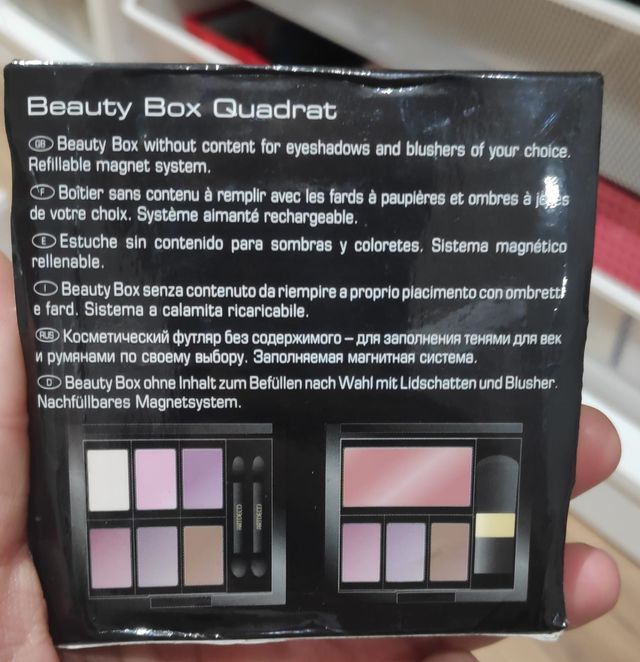 Beauty Box Quadrat
GB Beauty Box without content for eyeshadows and blushers of your choice.
Refillable magnet system.
F Boîtier sans contenu à remplir avec les fards à paupières et ombres à
de votre choix. Système aimanté rechargeable.
E Estuche sin contenido para sombras y coloretes. Sistema magnético
rellenable.
I Beauty Box senza contenuto da riempire a proprio piacimento con ombretti
e fard. Sistema a calamita ricaricabile.
RUS Косметический футляр без содержимого – для заполнения тенями для век
и румянами по своему выбору. Заполняемая магнитная система.
D Beauty Box ohne Inhalt zum Befüllen nach Wahl mit Lidschatten und Blusher.
Nachfüllbares Magnetsystem.
ARTDECO
ARTDECO